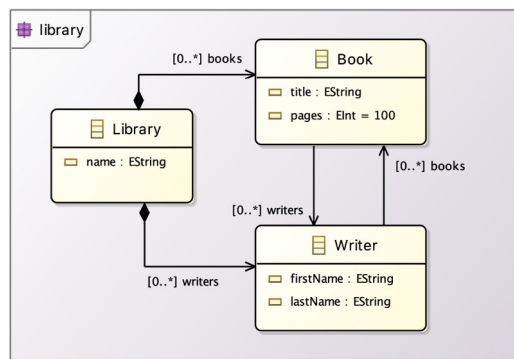 library
[0..*] books
Book
title : EString
pages : EInt = 100
Library
name : EString
[0..*] books
[0..*] writers
Writer
firstName : EString
lastName : EString
[0..*] writers